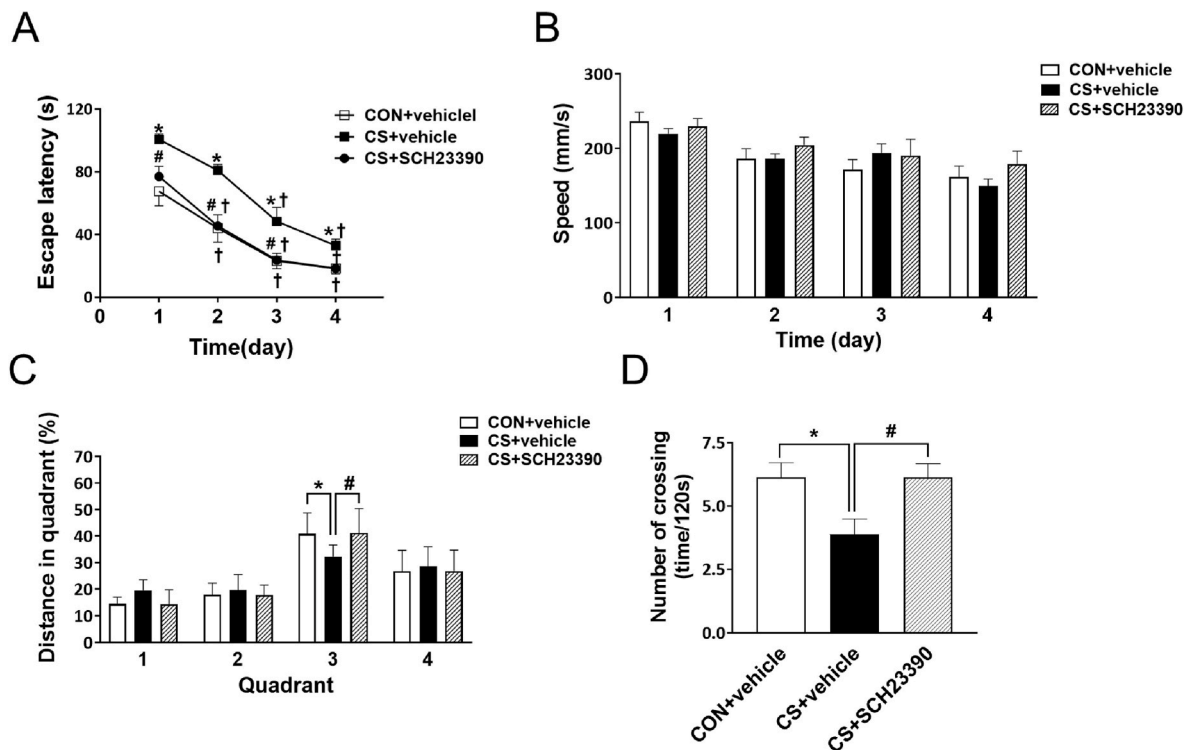 A
Escape latency (s)
120
80
40
0
0
1
2
3
4
Time(day)
CON+vehiclel
CS+vehicle
CS+SCH23390
*
#
*
# †
†
* †
# †
†
* †
†
†
B
Speed (mm/s)
300
200
100
0
1
2
3
4
Time (day)
CON+vehicle
CS+vehicle
CS+SCH23390
C
Distance in quadrant (%)
70
60
50
40
30
20
10
0
1
2
3
4
Quadrant
CON+vehicle
CS+vehicle
CS+SCH23390
*
#
D
Number of crossing
(time/120s)
7.5
5.0
2.5
0.0
*
#
CON+vehicle
CS+vehicle
CS+SCH23390